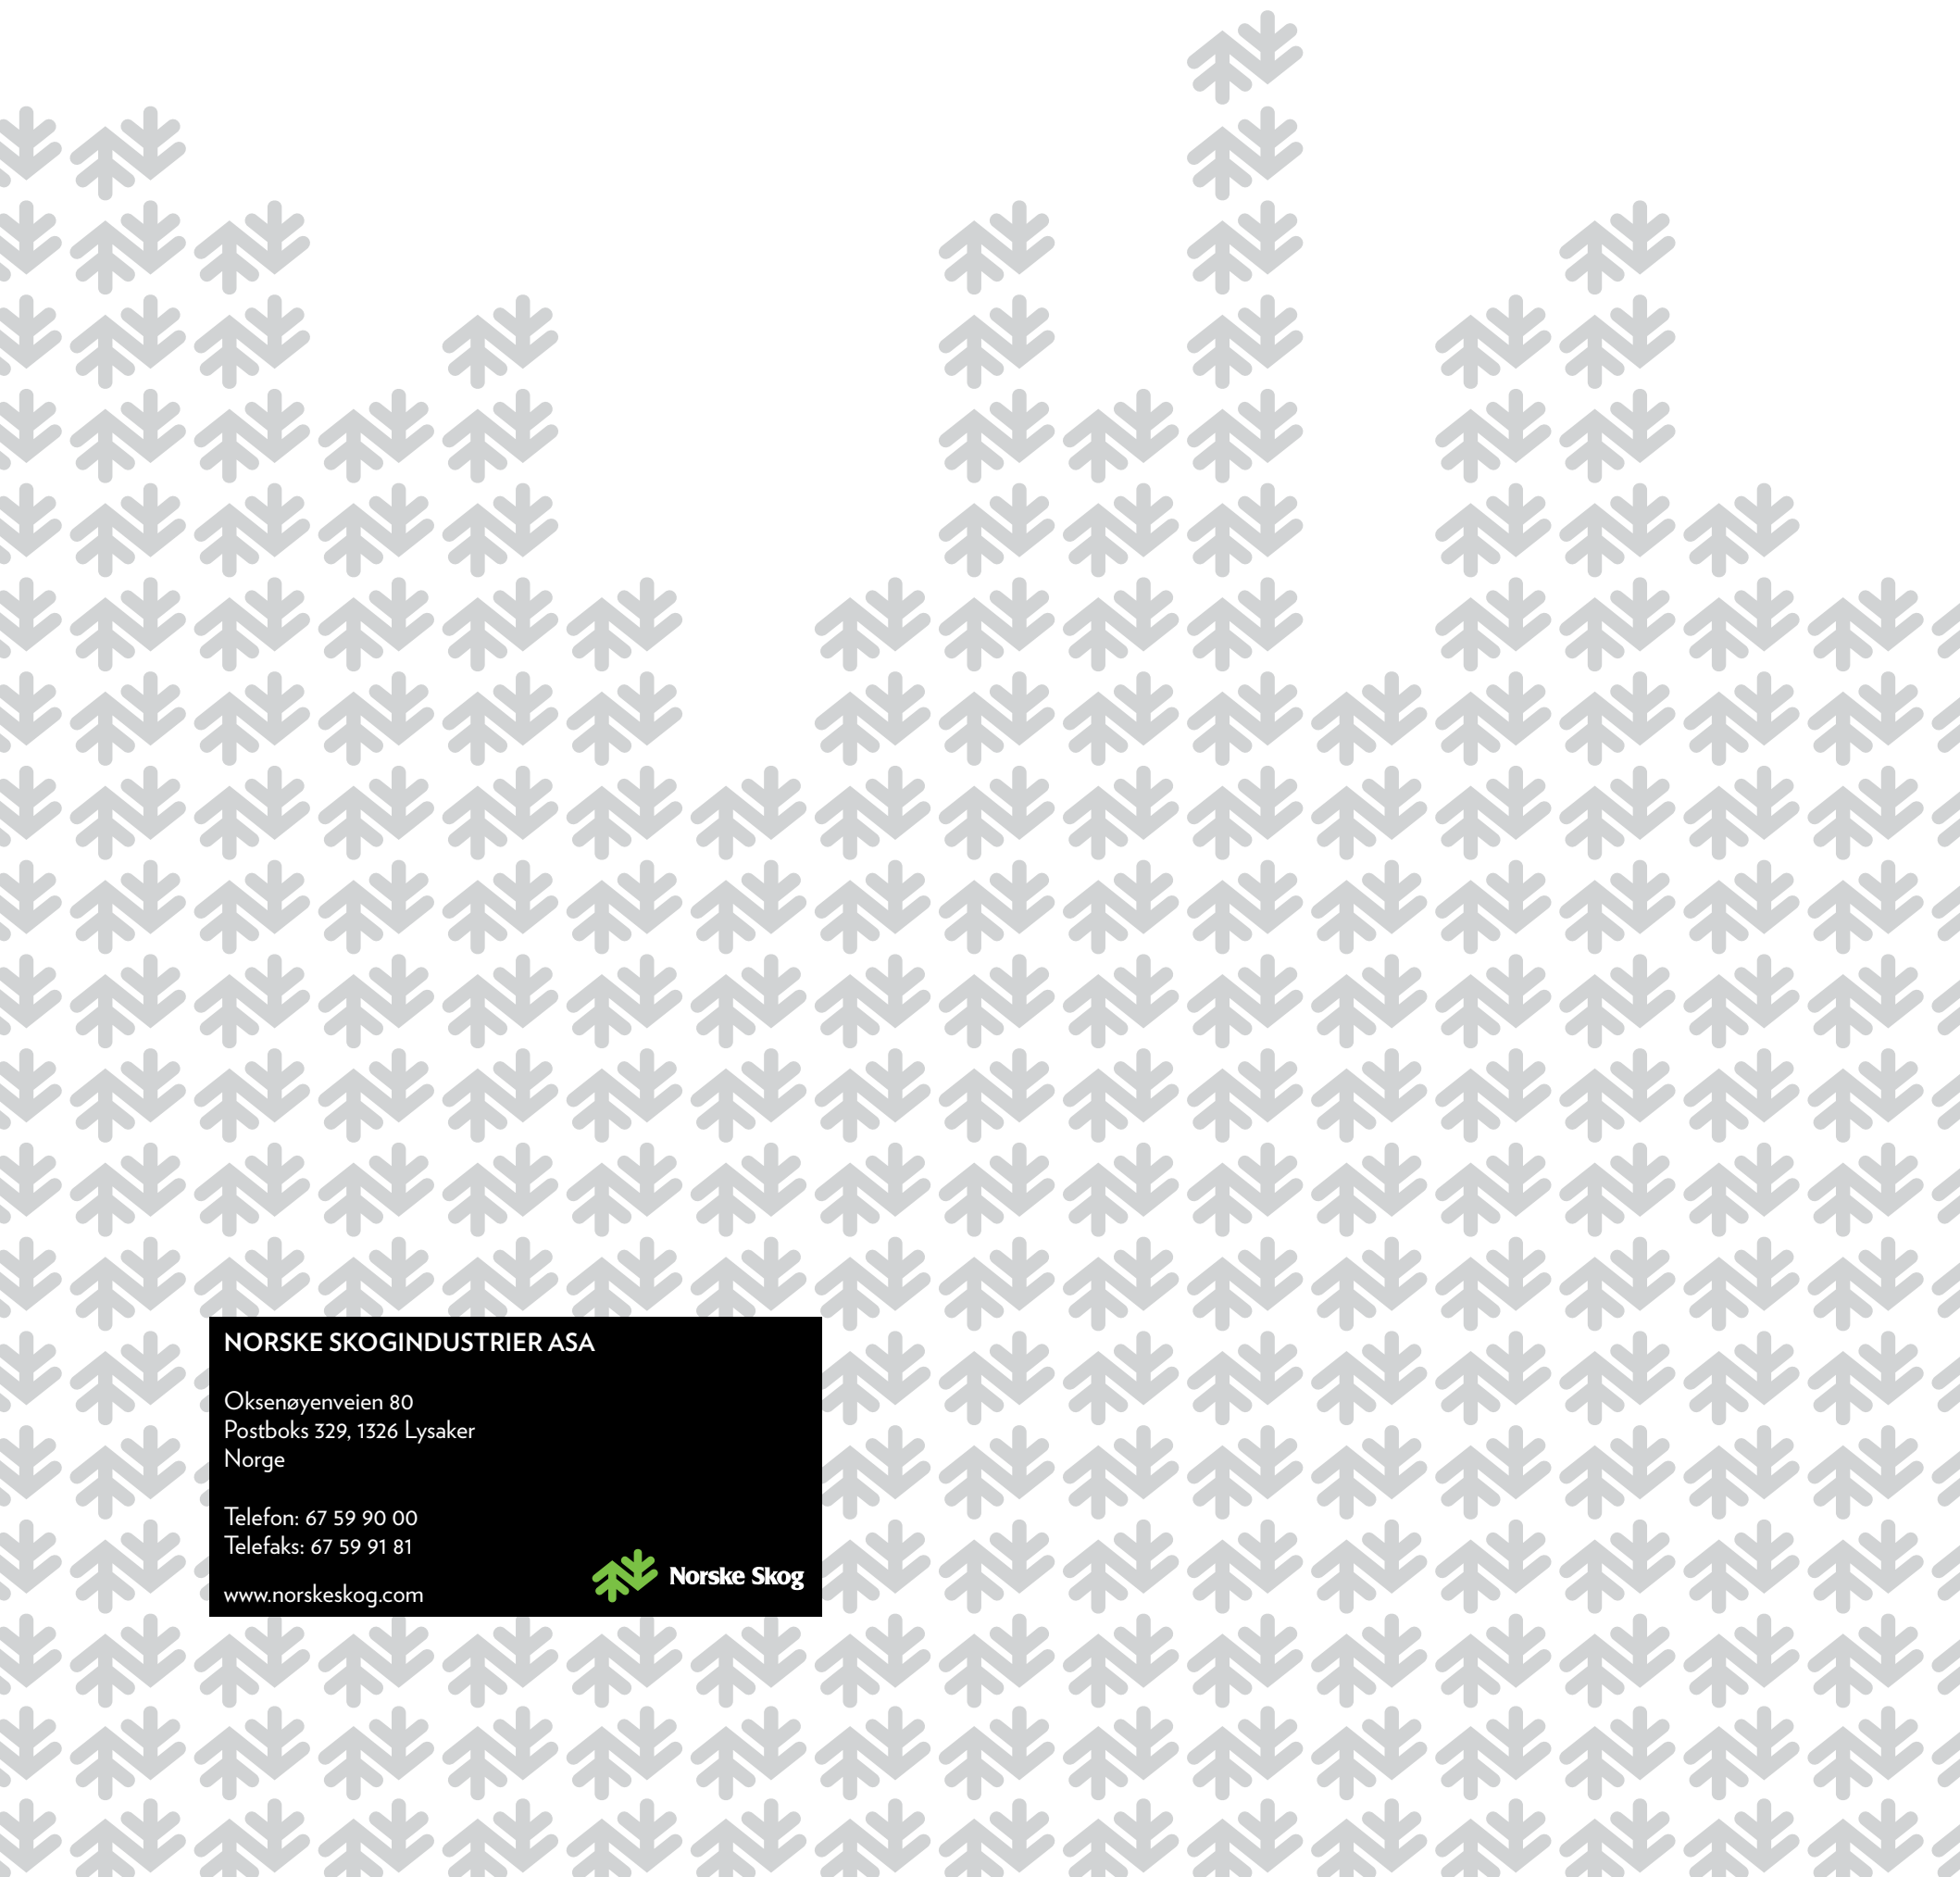 NORSKE SKOGINDUSTRIER ASA
Oksenøyenveien 80
Postboks 329, 1326 Lysaker
Norge
Telefon: 67 59 90 00
Telefaks: 67 59 91 81
www.norskeskog.com
Norske Skog